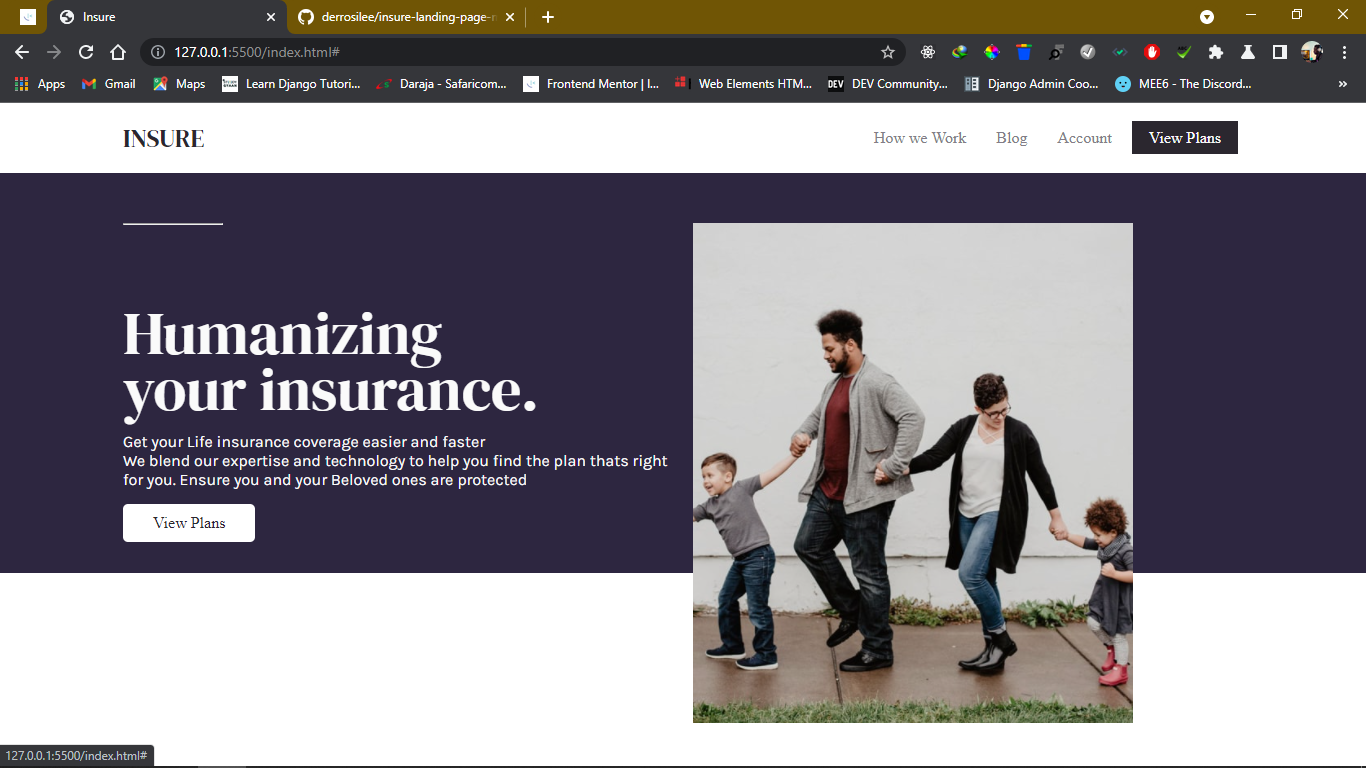 Insure
derrosilee/insure-landing-page-
127.0.0.1:5500/index.html#
Apps
Gmail
Maps
Learn Django Tutori...
Daraja - Safaricom...
Frontend Mentor | I...
Web Elements HTM...
DEV
DEV Community...
Django Admin Coo...
MEE6 - The Discord...
»
INSURE
How we Work
Blog
Account
View Plans
Humanizing
your insurance.
Get your Life insurance coverage easier and faster
We blend our expertise and technology to help you find the plan thats right
for you. Ensure you and your Beloved ones are protected
View Plans
127.0.0.1:5500/index.html#